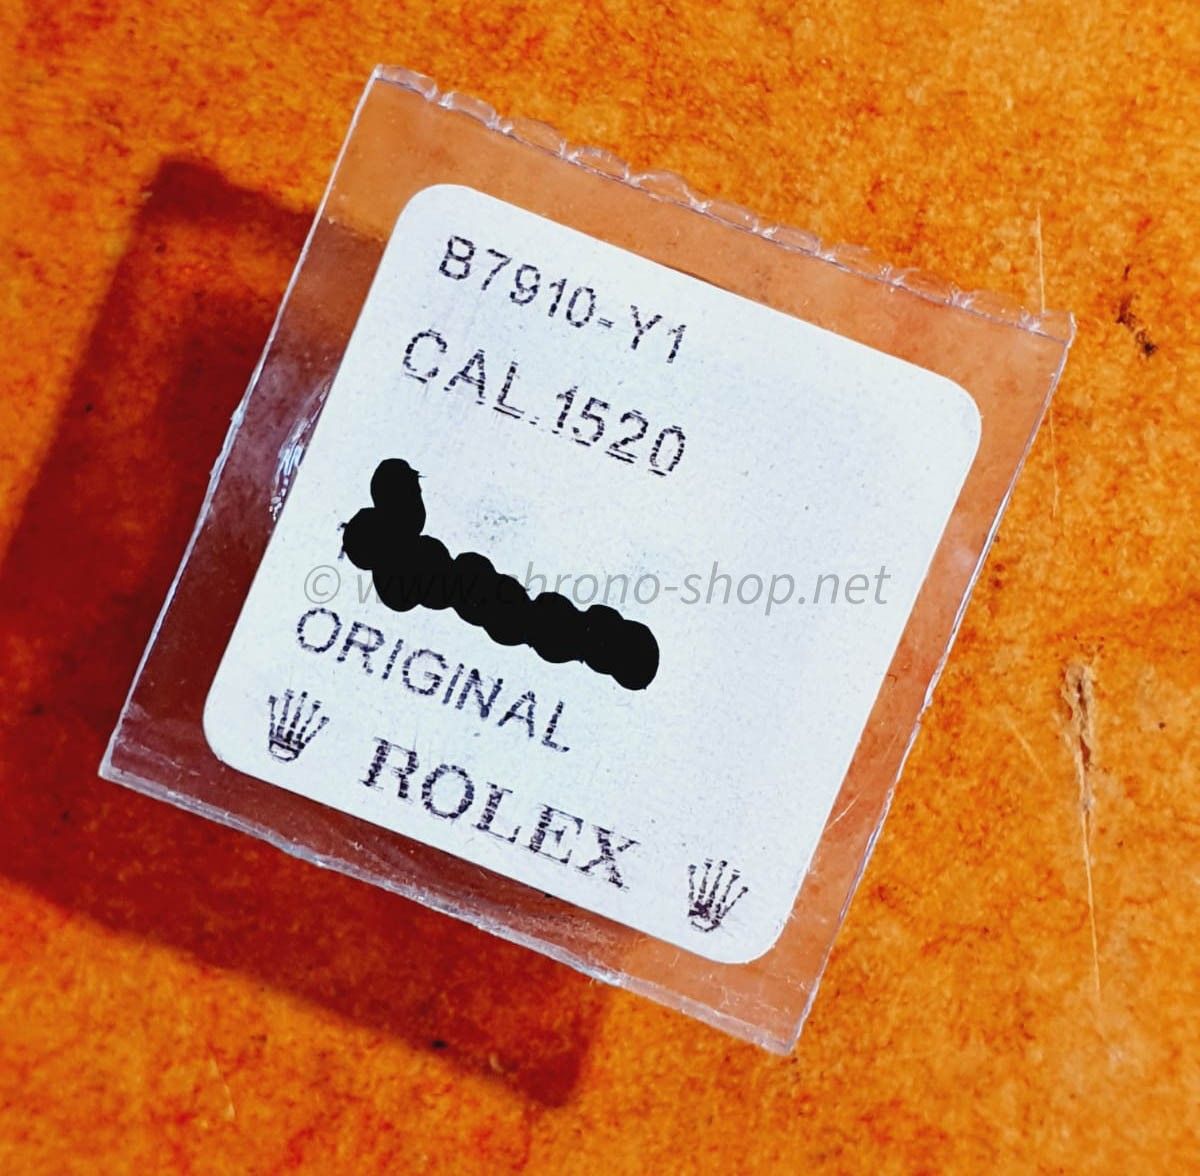 B7910-Y1
CAL.1520
© www.chrono-shop.net
ORIGINAL
ROLEX